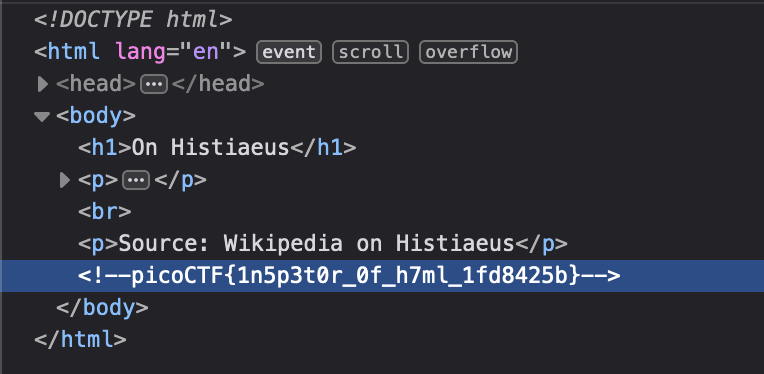 <!DOCTYPE html>
<html lang="en"> event scroll overflow
<head> ... </head>
<body>
<h1>On Histiaeus</h1>
<p> ... </p>
<br>
<p>Source: Wikipedia on Histiaeus</p>
<!--picoCTF{1n5p3t0r_0f_h7ml_1fd8425b}-->
</body>
</html>